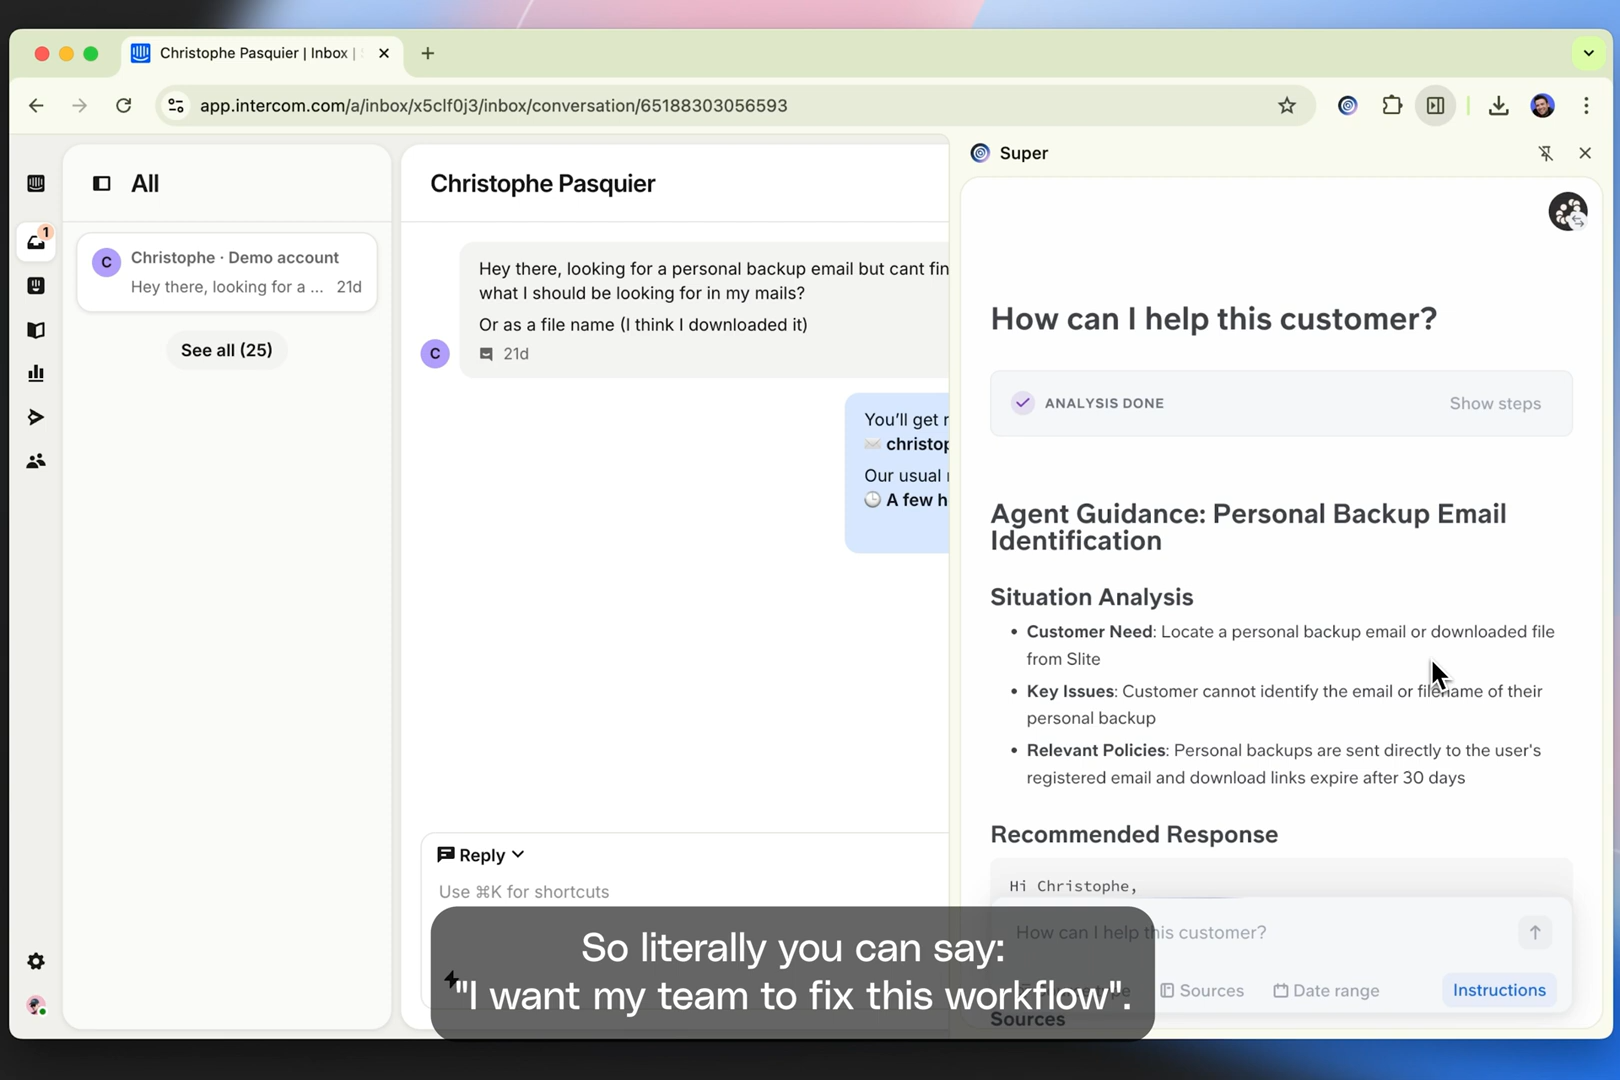 Christophe Pasquier | Inbox |
app.intercom.com/a/inbox/x5clf0j3/inbox/conversation/65188303056593
Super
1
All
C
Christophe · Demo account
Hey there, looking for a ... 21d
See all (25)
Christophe Pasquier
Hey there, looking for a personal backup email but cant fin
what I should be looking for in my mails?
Or as a file name (I think I downloaded it)
C
21d
You'll get
christop
Our usual
A few h
Reply
Use ⌘K for shortcuts
How can I help this customer?
ANALYSIS DONE
Show steps
Agent Guidance: Personal Backup Email
Identification
Situation Analysis
• Customer Need: Locate a personal backup email or downloaded file
from Slite
• Key Issues: Customer cannot identify the email or filename of their
personal backup
• Relevant Policies: Personal backups are sent directly to the user's
registered email and download links expire after 30 days
Recommended Response
Hi Christophe,
How can I help this customer?
Sources
Date range
Instructions
Sources
So literally you can say:
"I want my team to fix this workflow".